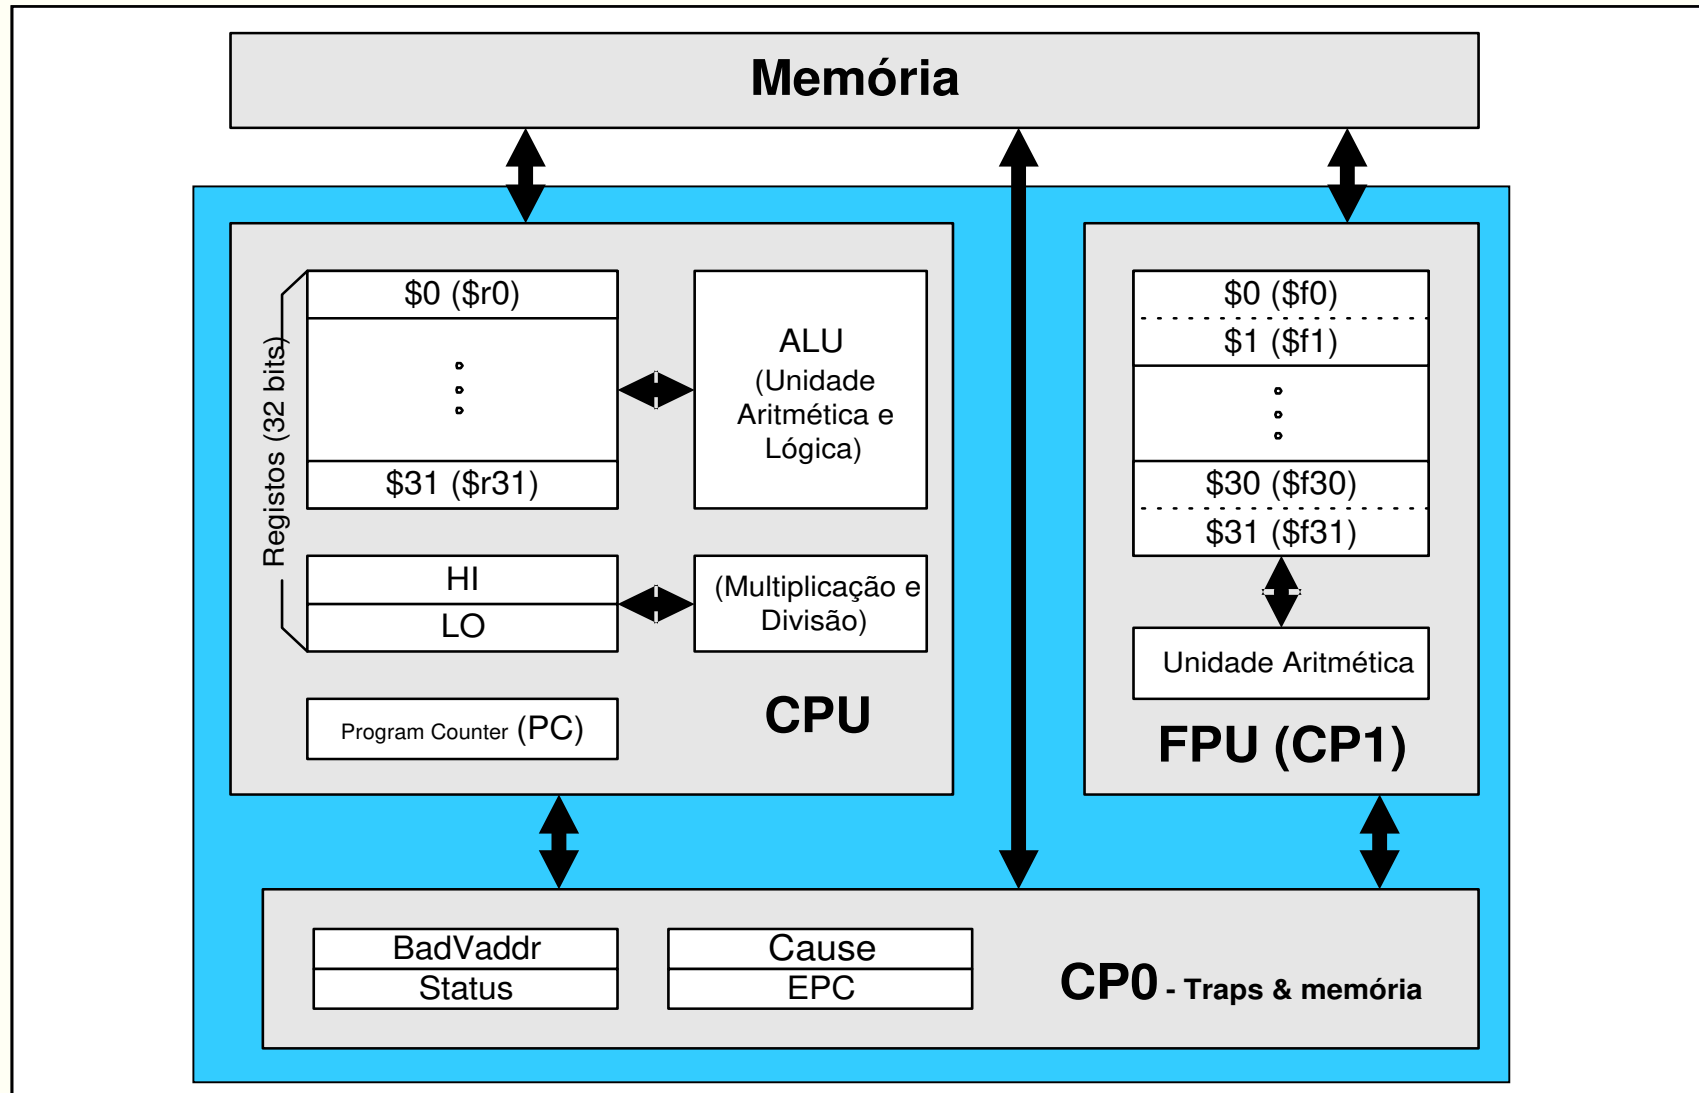 Memória
Registos (32 bits)
$0 ($r0)
$31 ($r31)
ALU
(Unidade
Aritmética e
Lógica)
HI
LO
(Multiplicação e
Divisão)
Program Counter (PC)
CPU
$0 ($f0)
$1 ($f1)
$30 ($f30)
$31 ($f31)
Unidade Aritmética
FPU (CP1)
BadVaddr
Status
Cause
EPC
CP0 - Traps & memória